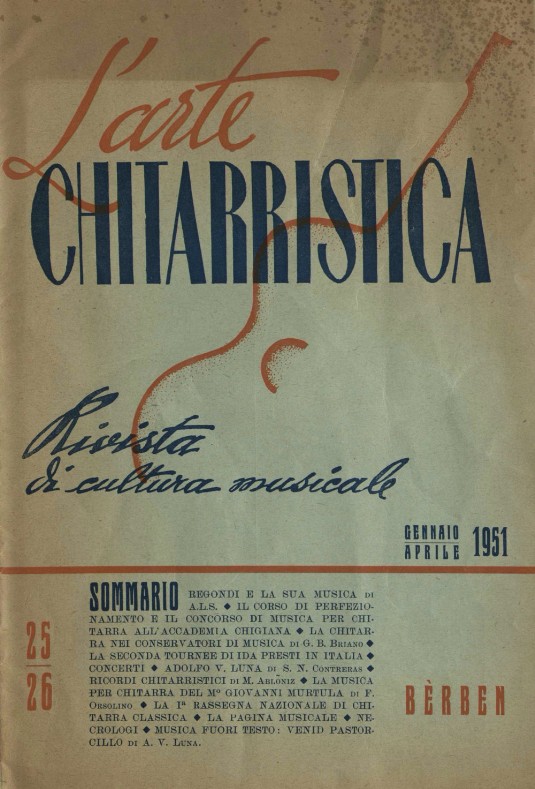 L'arte
CHITARRISTICA
Rivista
di cultura musicale
GENNAIO
APRILE 1951
25
26
SOMMARIO REGONDI E LA SUA MUSICA DI
A.L.S. ◆ IL CORSO DI PERFEZIO-
NAMENTO E IL CONCORSO DI MUSICA PER CHI-
TARRA ALL'ACCADEMIA CHIGIANA ◆ LA CHITAR-
RA NEI CONSERVATORI DI MUSICA DI G. B. BRIANO ◆
LA SECONDA TOURNEE DI IDA PRESTI IN ITALIA ◆
CONCERTI ◆ ADOLFO V. LUNA DI S. N. CONTRERAS ◆
RICORDI CHITARRISTICI DI M. ABLÒNIZ ◆ LA MUSICA
PER CHITARRA DEL Mº GIOVANNI MURTULA DI F.
ORSOLINO ◆ LA 1ª RASSEGNA NAZIONALE DI CHI-
TARRA CLASSICA ◆ LA PAGINA MUSICALE ◆ NE-
CROLOGI ◆ MUSICA FUORI TESTO: VENID PASTOR-
CILLO DI A. V. LUNA.
BÈRBEN